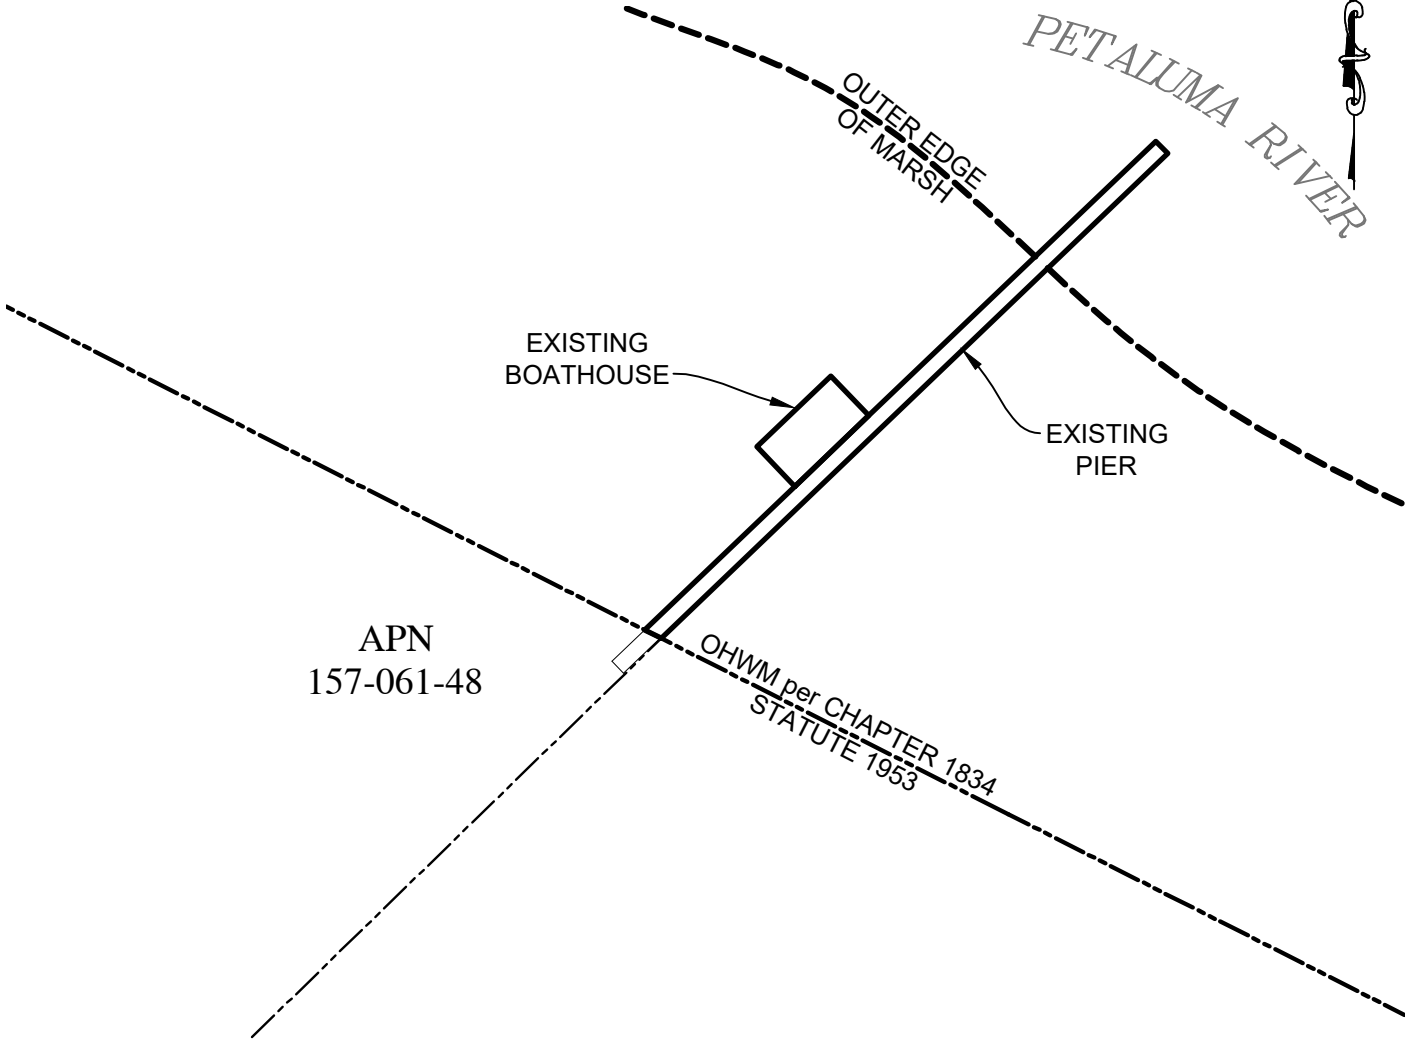 PETALUMA RIVER
OUTER EDGE
OF MARSH
EXISTING
BOATHOUSE
EXISTING
PIER
APN
157-061-48
OHWM per CHAPTER 1834
STATUTE 1953